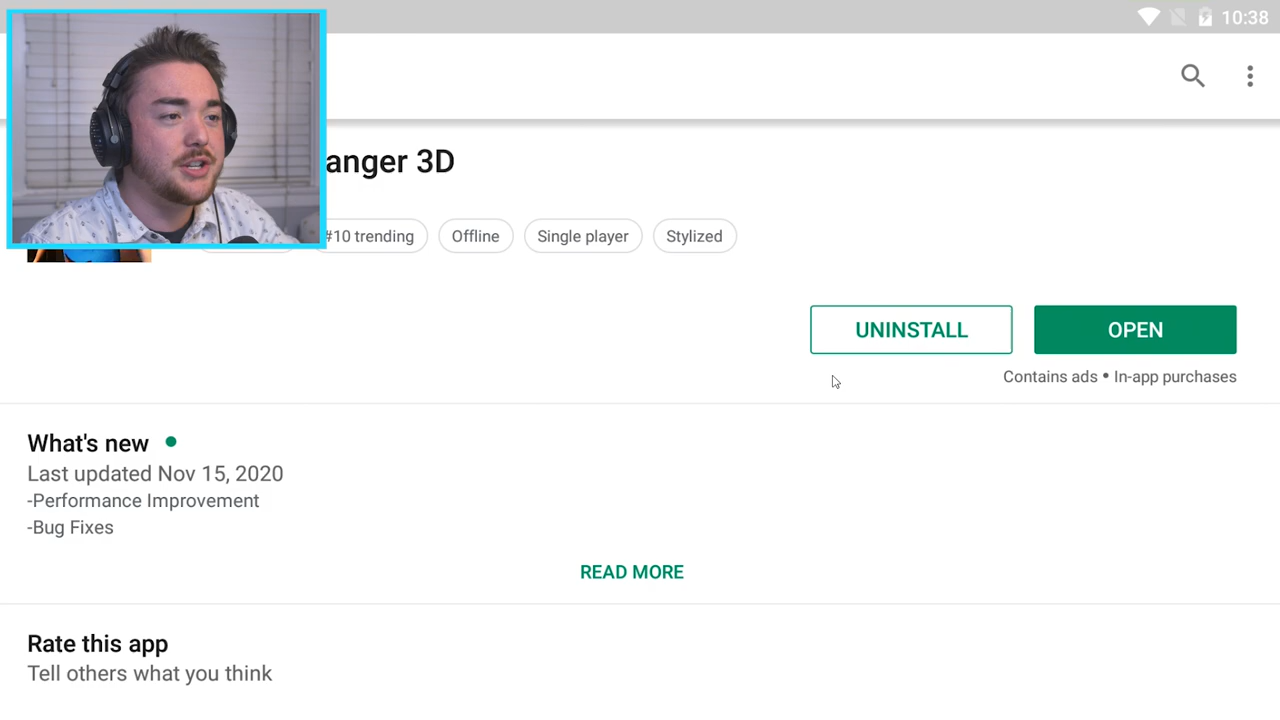 10:38
anger 3D
#10 trending
Offline
Single player
Stylized
UNINSTALL
OPEN
Contains ads • In-app purchases
What's new
Last updated Nov 15, 2020
-Performance Improvement
-Bug Fixes
READ MORE
Rate this app
Tell others what you think